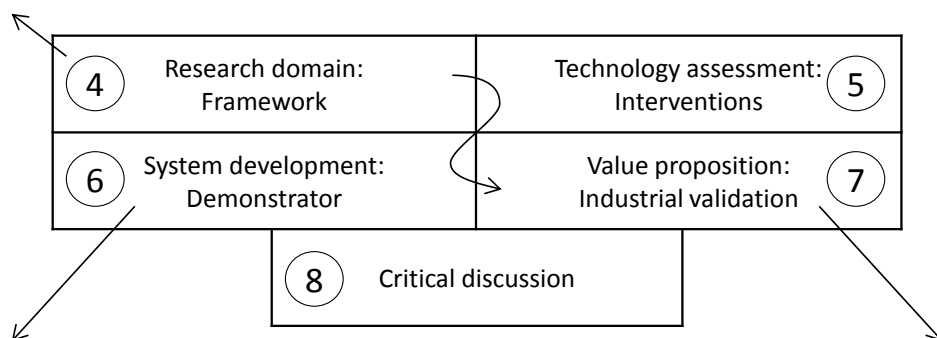 4
Research domain:
Framework
Technology assessment:
Interventions
5
6
System development:
Demonstrator
Value proposition:
Industrial validation
7
8
Critical discussion